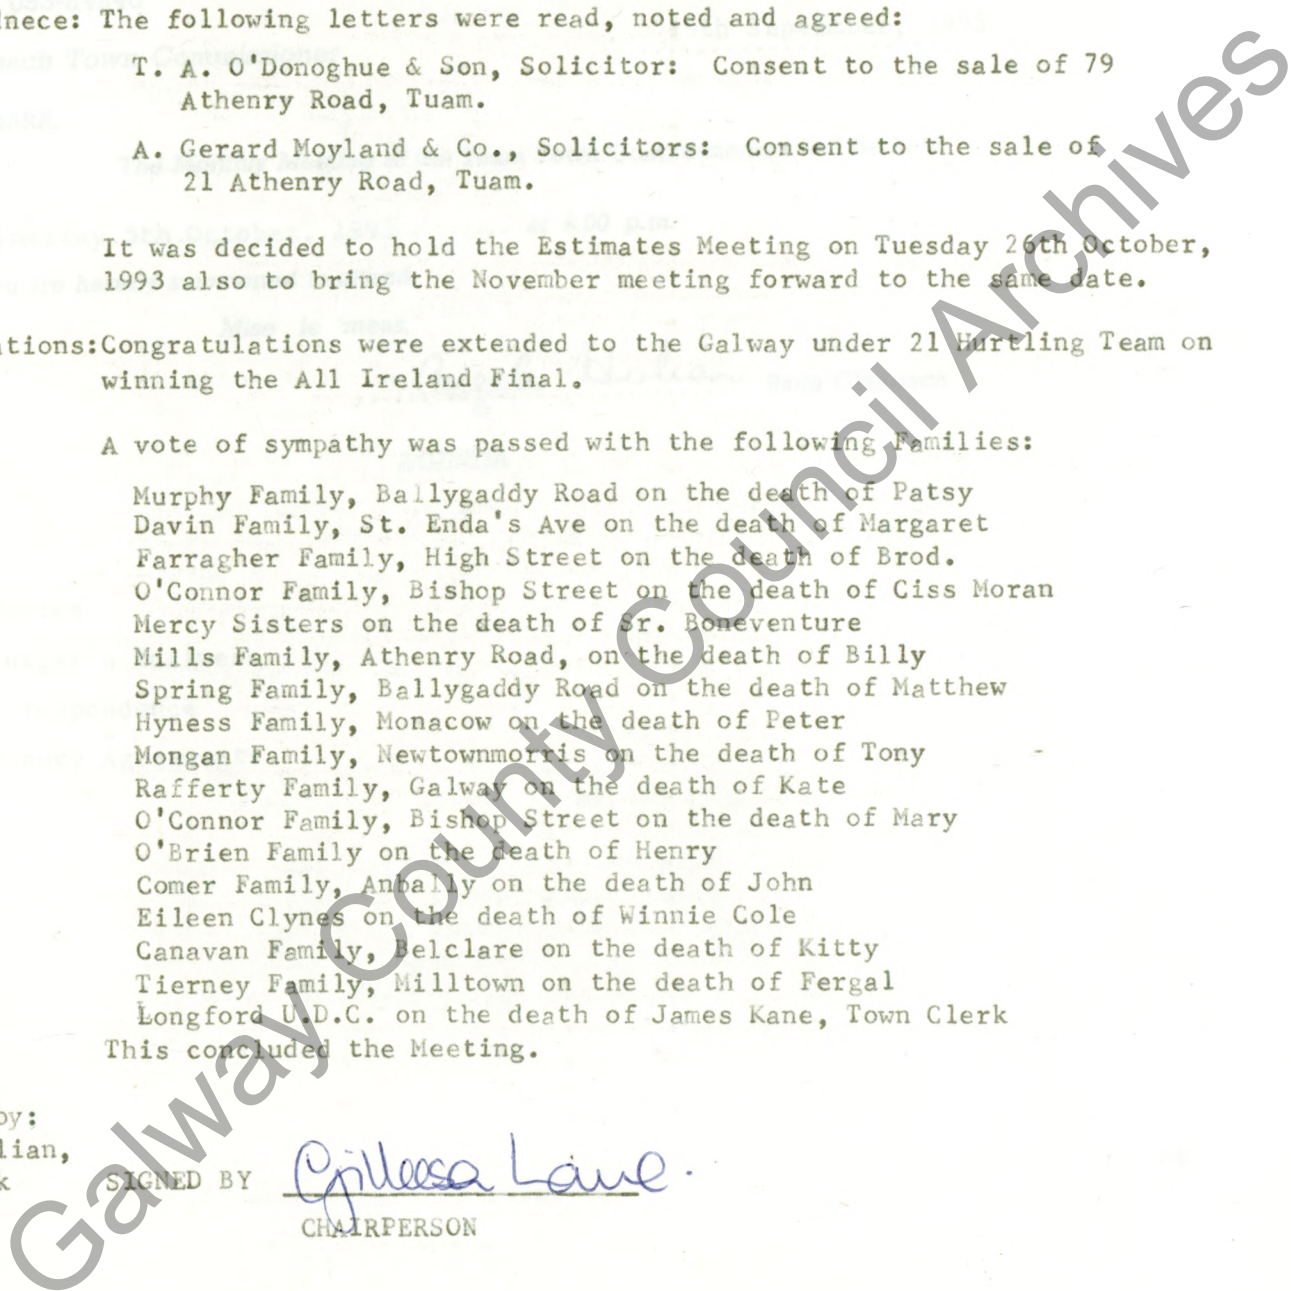 nece: The following letters were read, noted and agreed:
T. A. O'Donoghue & Son, Solicitor: Consent to the sale of 79
Athenry Road, Tuam.
A. Gerard Moyland & Co., Solicitors: Consent to the sale of
21 Athenry Road, Tuam.
It was decided to hold the Estimates Meeting on Tuesday 26th October,
1993 also to bring the November meeting forward to the same date.
ations:Congratulations were extended to the Galway under 21 Hurtling Team on
winning the All Ireland Final.
A vote of sympathy was passed with the following Families:
Murphy Family, Ballygaddy Road on the death of Patsy
Davin Family, St. Enda's Ave on the death of Margaret
Farragher Family, High Street on the death of Brod.
O'Connor Family, Bishop Street on the death of Ciss Moran
Mercy Sisters on the death of Sr. Boneventure
Mills Family, Athenry Road, on the death of Billy
Spring Family, Ballygaddy Road on the death of Matthew
Hyness Family, Monacow on the death of Peter
Mongan Family, Newtownmorris on the death of Tony
Rafferty Family, Galway on the death of Kate
O'Connor Family, Bishop Street on the death of Mary
O'Brien Family on the death of Henry
Comer Family, Anbally on the death of John
Eileen Clynes on the death of Winnie Cole
Canavan Family, Belclare on the death of Kitty
Tierney Family, Milltown on the death of Fergal
Longford U.D.C. on the death of James Kane, Town Clerk
This concluded the Meeting.
by:
lian,
k SIGNED BY
CHAIRPERSON
Galway County Council Archives